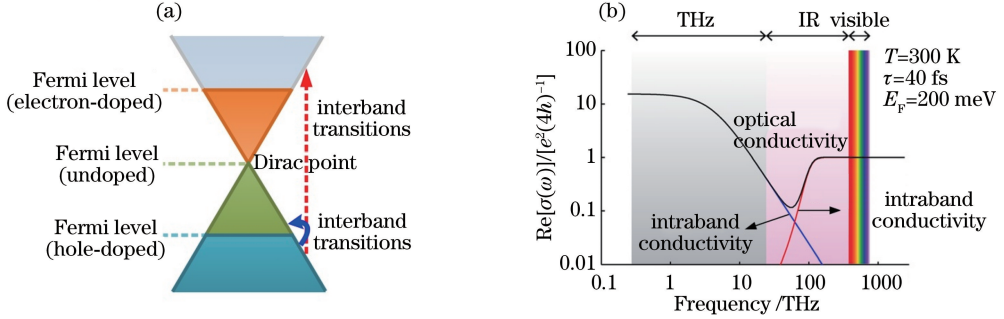 (a)
Fermi level
(electron-doped)
interband
transitions
Fermi level
(undoped)
Dirac point
Fermi level
(hole-doped)
interband
transitions
(b)
THz
IR
visible
T=300 K
τ=40 fs
E_F=200 meV
optical
conductivity
intraband
conductivity
intraband
conductivity
Re[σ(ω)]/[e²(4ℎ)⁻¹]
100
10
1
0.1
0.01
0.1
1
10
100
1000
Frequency /THz